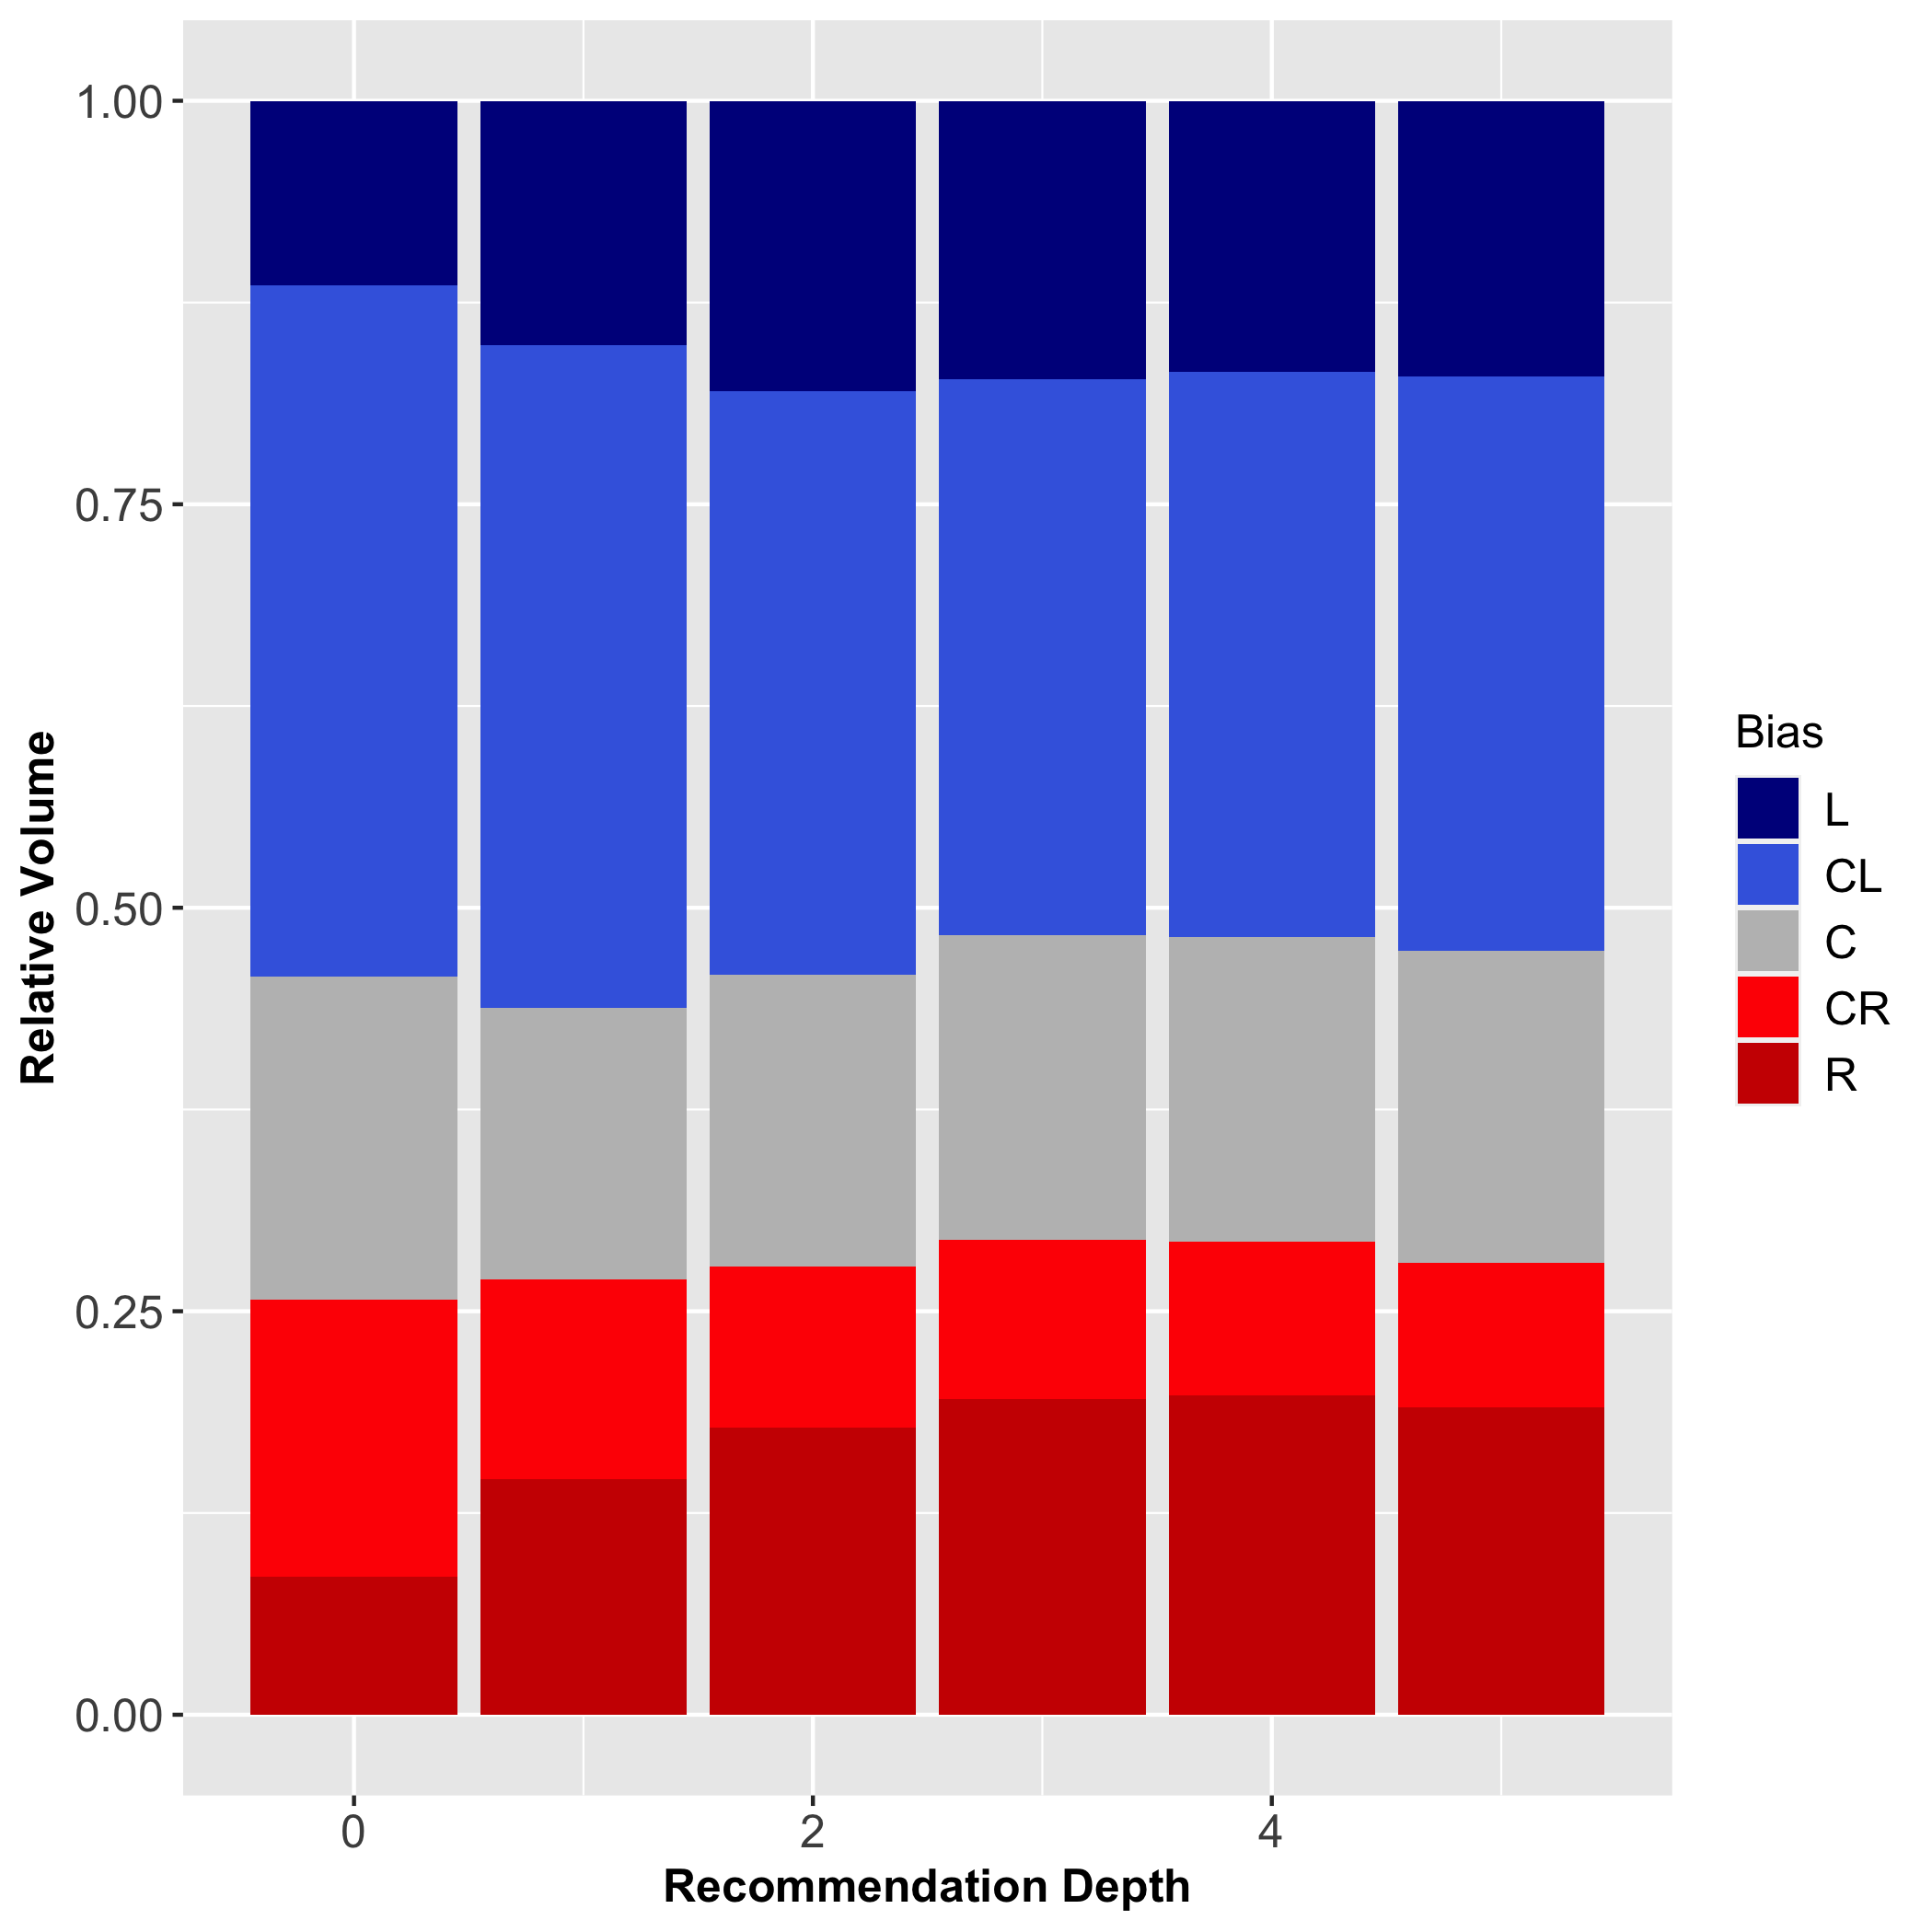 1.00
0.75
0.50
0.25
0.00
Relative Volume
0 2 4
Recommendation Depth
Bias
L
CL
C
CR
R